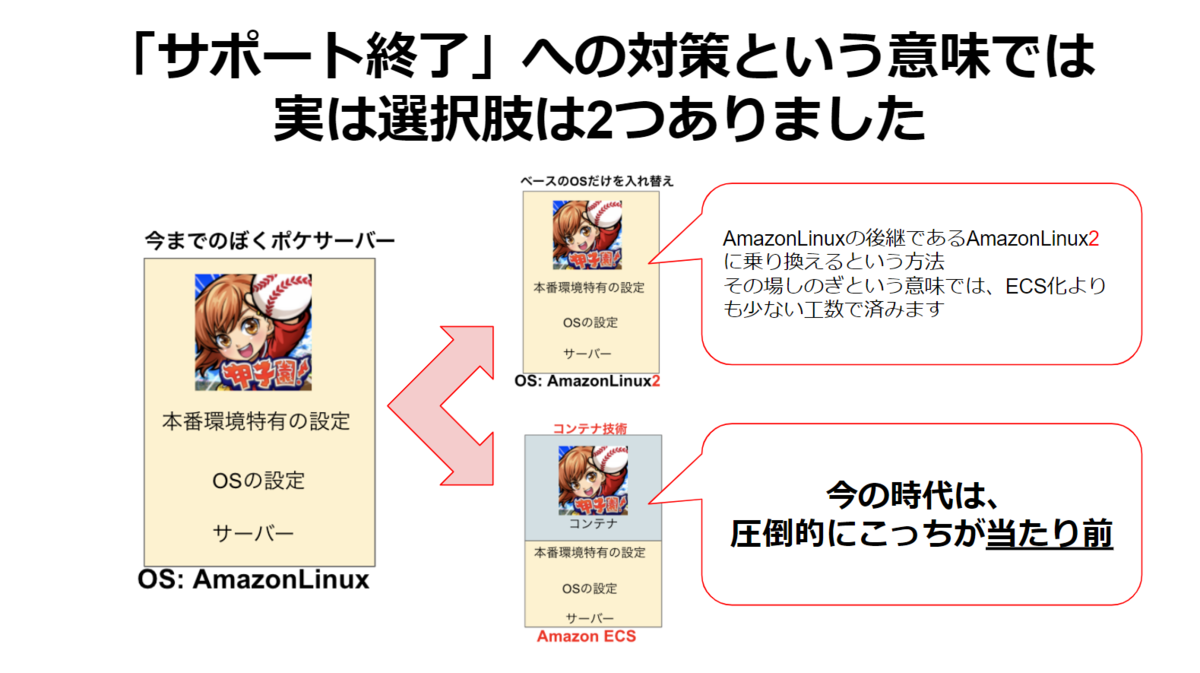 「サポート終了」への対策という意味では
実は選択肢は2つありました
今までのぼくポケサーバー
甲子園!
本番環境特有の設定
OSの設定
サーバー
OS: AmazonLinux
ベースのOSだけを入れ替え
甲子園!
本番環境特有の設定
OSの設定
サーバー
OS: AmazonLinux2
AmazonLinuxの後継であるAmazonLinux2
に乗り換えるという方法
その場しのぎという意味では、ECS化より
も少ない工数で済みます
コンテナ技術
甲子園!
コンテナ
本番環境特有の設定
OSの設定
サーバー
Amazon ECS
今の時代は、
圧倒的にこっちが当たり前